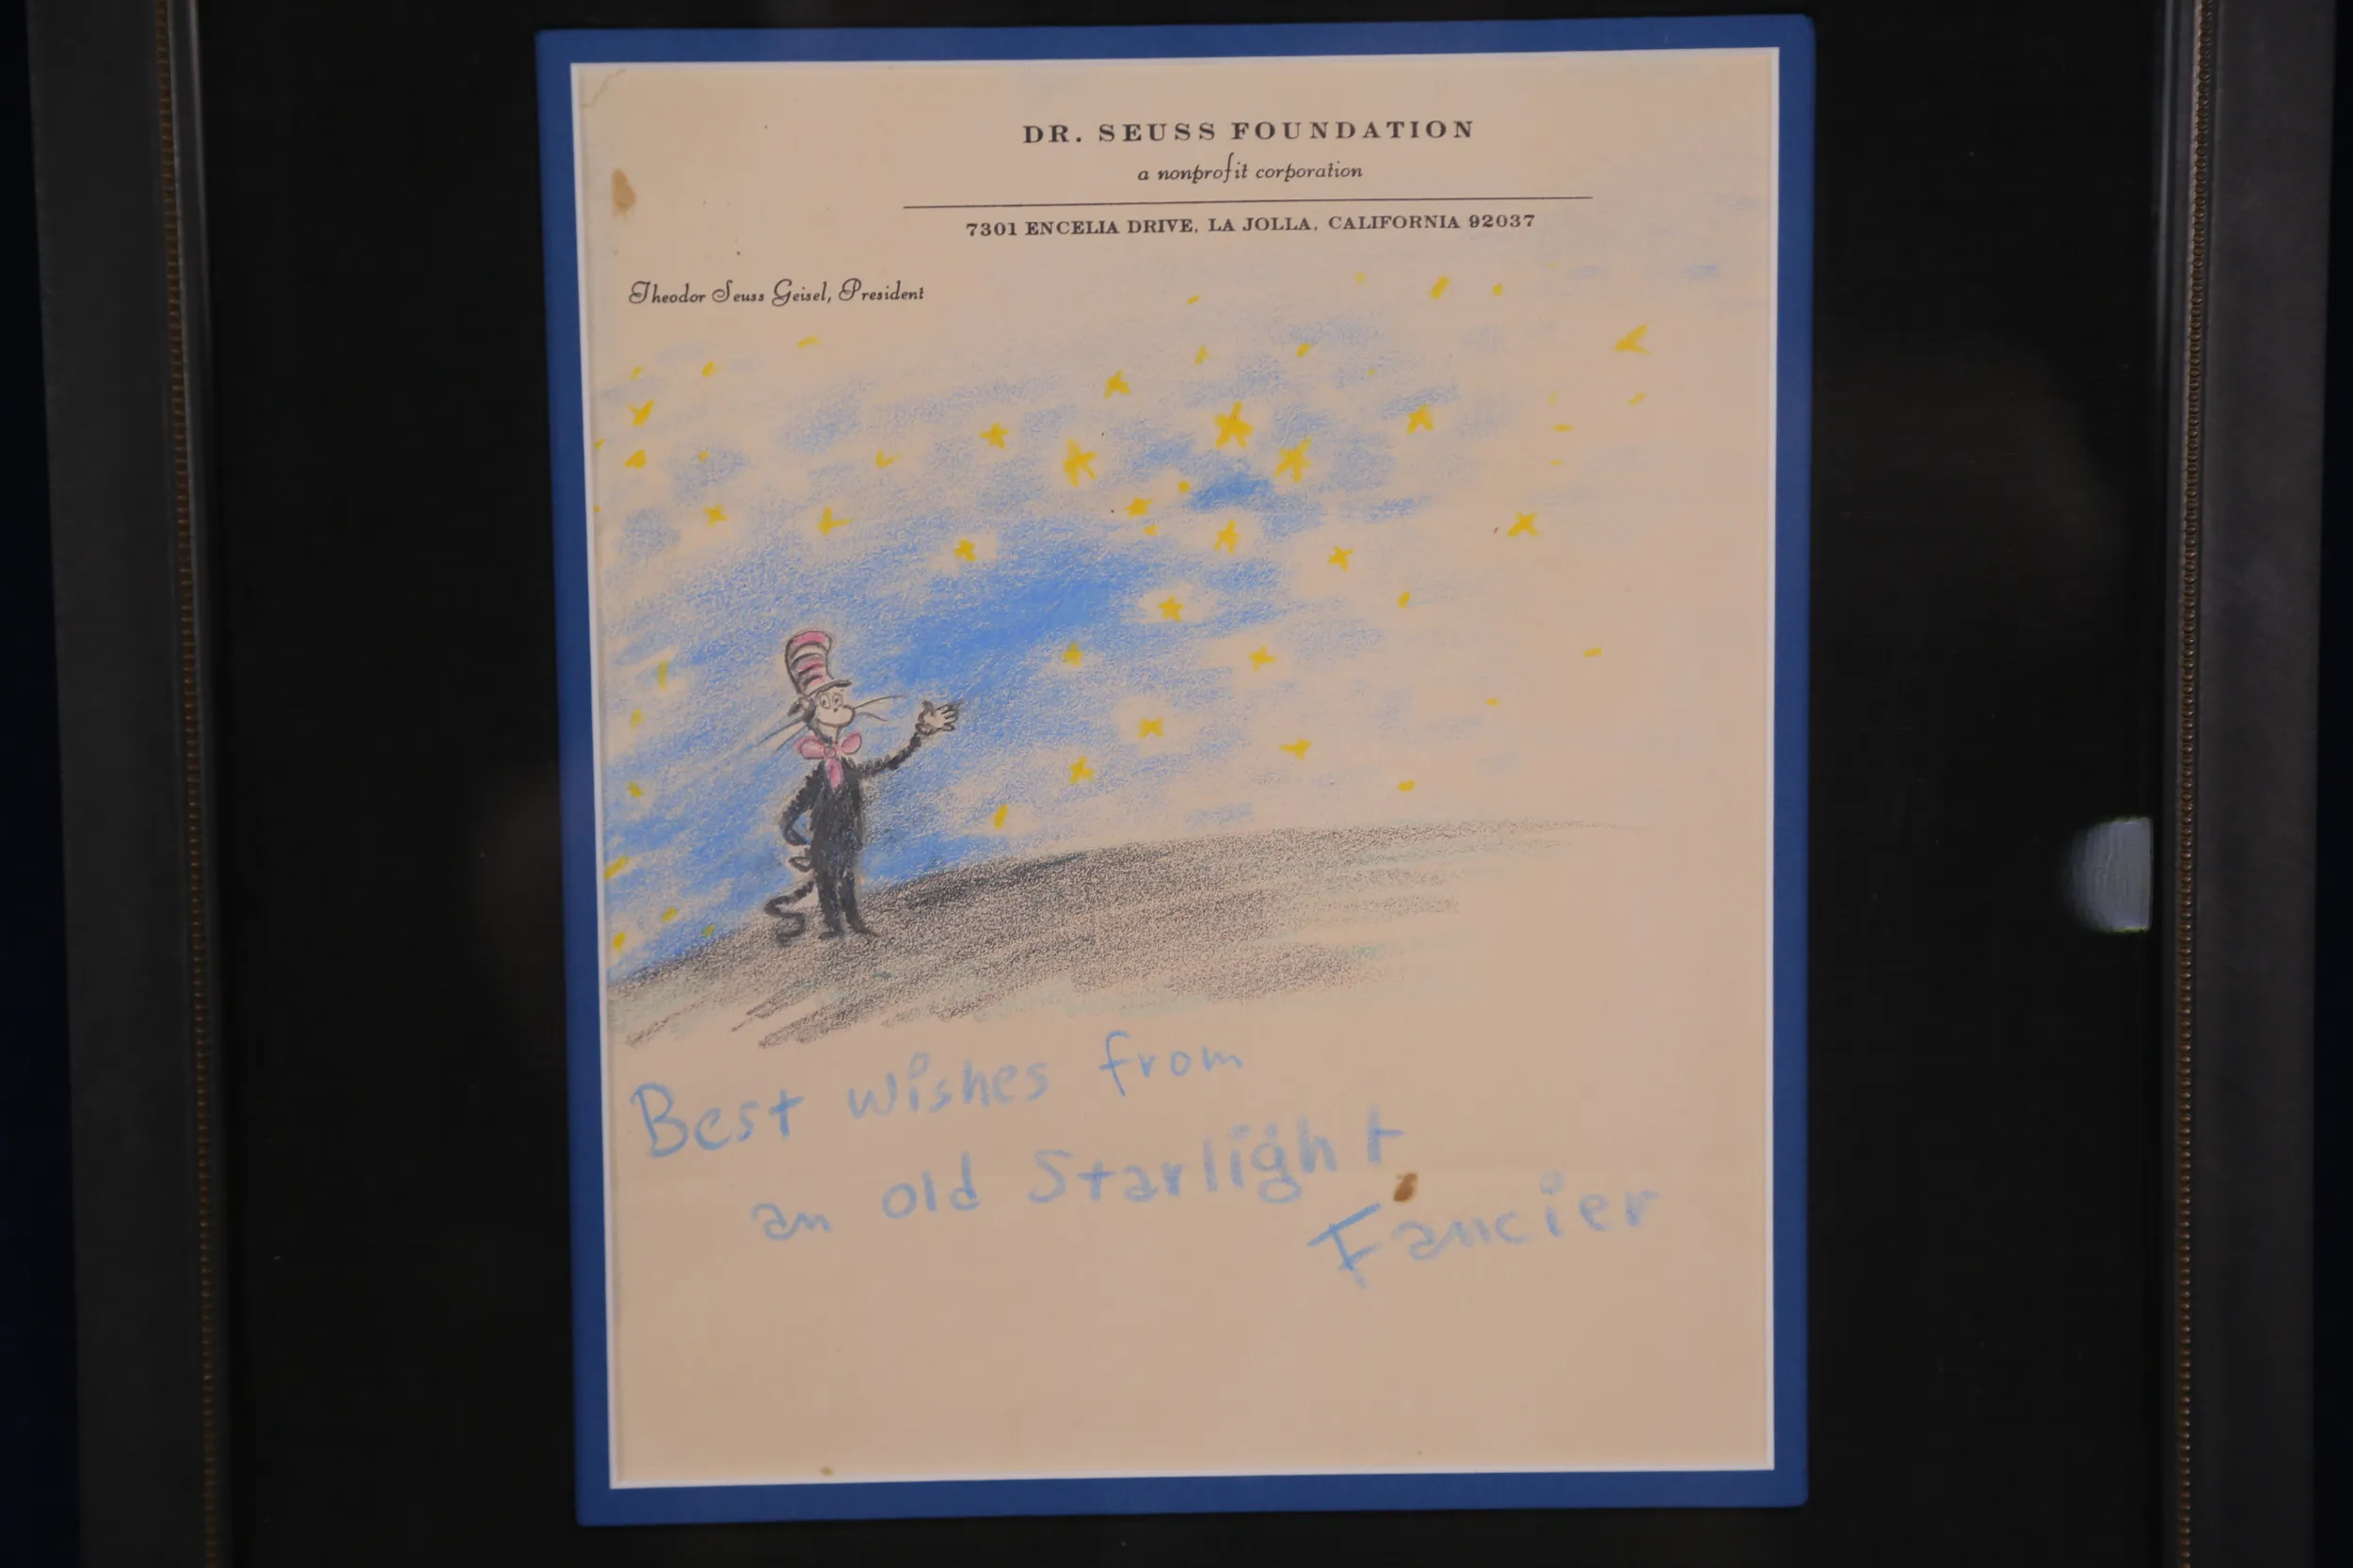 DR. SEUSS FOUNDATION
a nonprofit corporation
7301 ENCELIA DRIVE, LA JOLLA, CALIFORNIA 92037
Theodor Seuss Geisel, President
Best wishes from
an old Starlight
Fancier